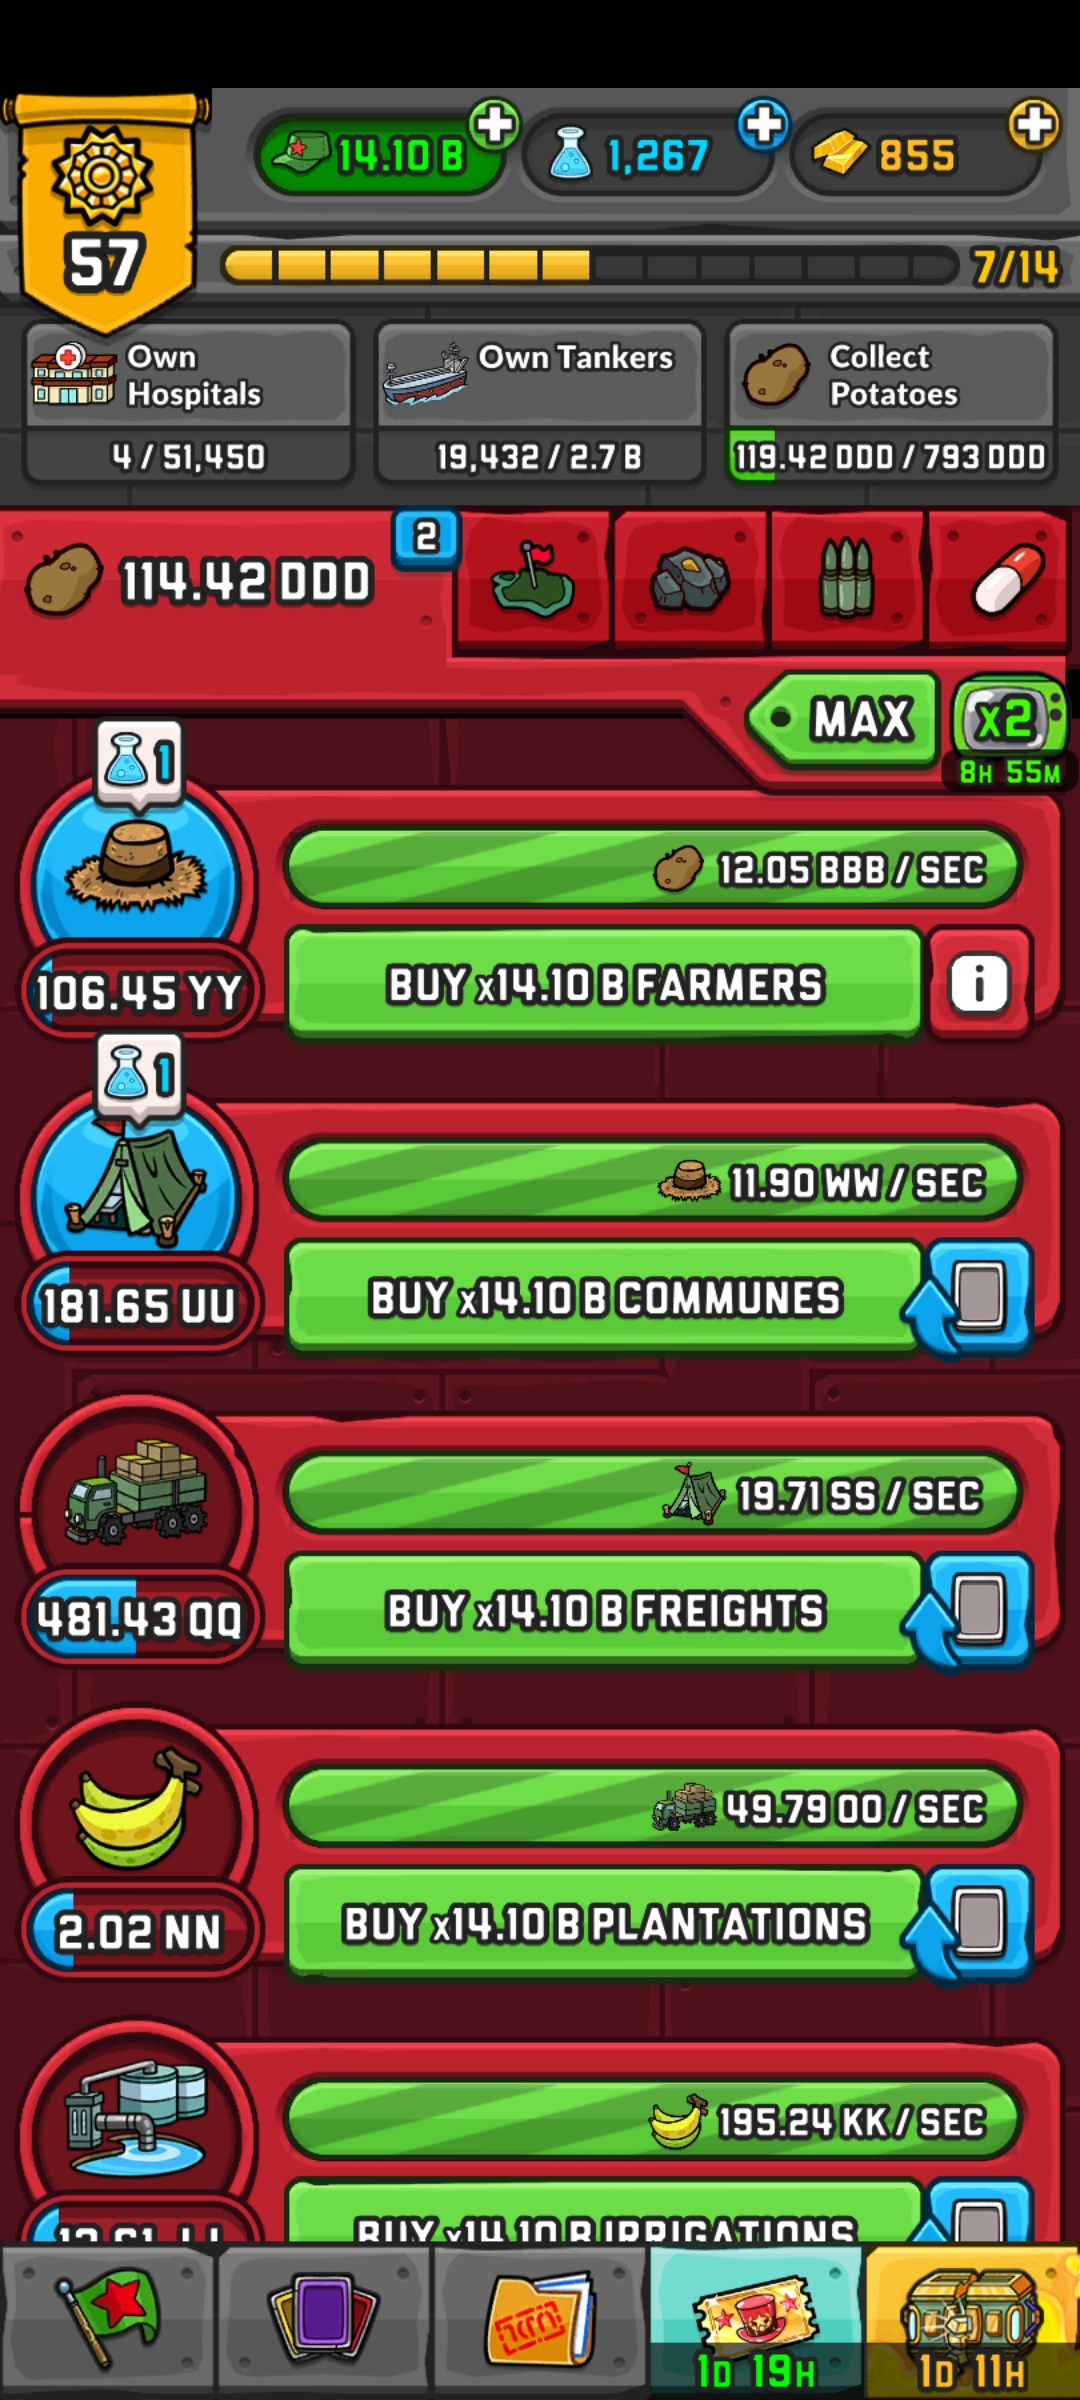 14.10 B
1,267
855
57
7/14
Own
Hospitals
4 / 51,450
Own Tankers
19,432 / 2.7 B
Collect
Potatoes
119.42 DDD / 793 DDD
114.42 DDD
2
MAX
x2
8H 55M
1
12.05 BBB / SEC
106.45 YY
BUY x14.10 B FARMERS
i
1
11.90 WW / SEC
181.65 UU
BUY x14.10 B COMMUNES
19.71 SS / SEC
481.43 QQ
BUY x14.10 B FREIGHTS
49.79 OO / SEC
2.02 NN
BUY x14.10 B PLANTATIONS
195.24 KK / SEC
BUY x14.10 B IRRIGATIONS
1D 19H
1D 11H